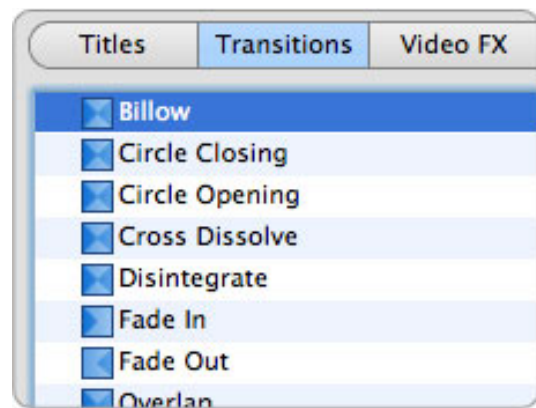 Titles Transitions Video FX
Billow
Circle Closing
Circle Opening
Cross Dissolve
Disintegrate
Fade In
Fade Out
Overlap